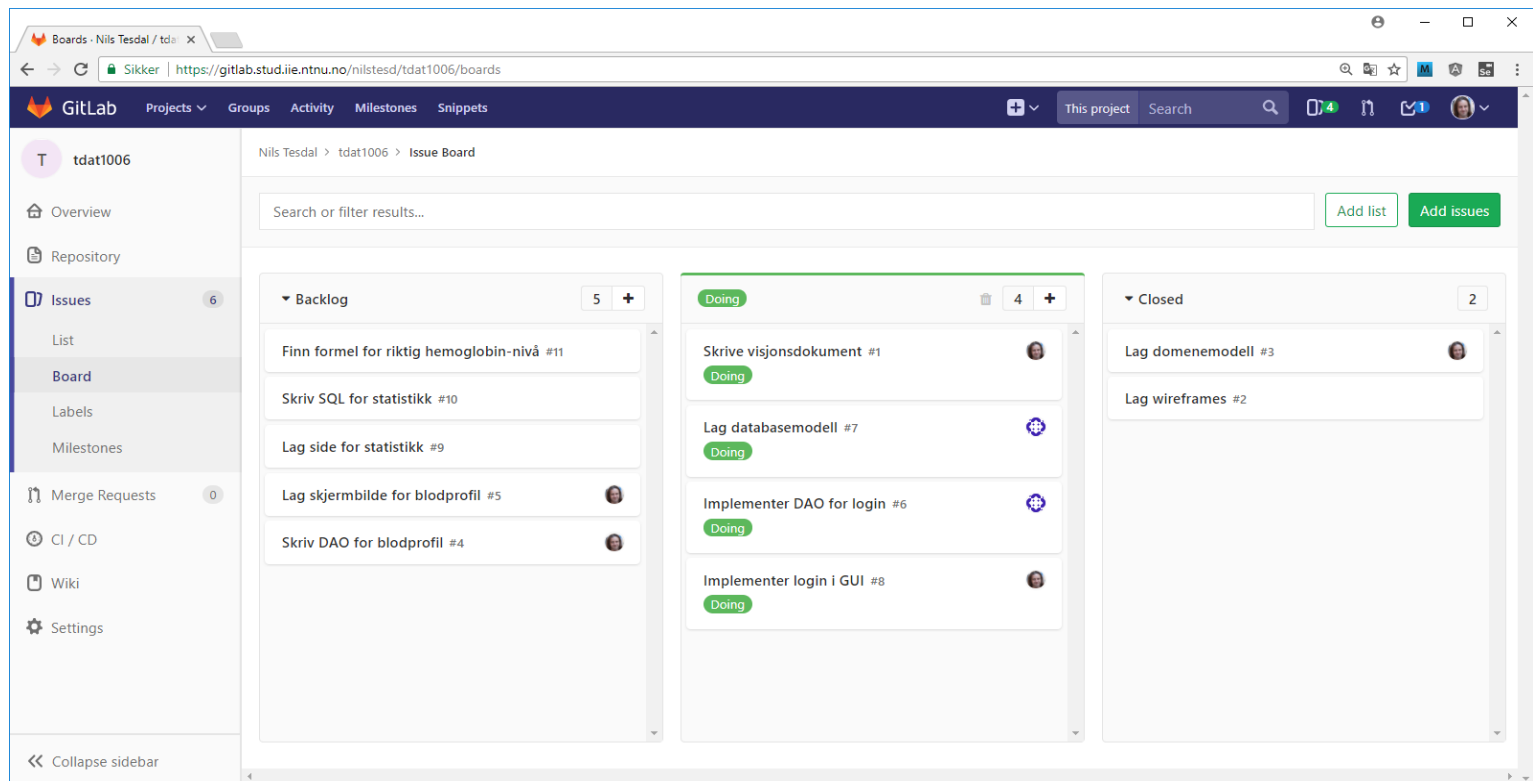 Boards · Nils Tesdal / tda
Sikker | https://gitlab.stud.iie.ntnu.no/nilstesd/tdat1006/boards
M
Se
GitLab Projects Groups Activity Milestones Snippets
This project Search 4 1
T tdat1006
Nils Tesdal > tdat1006 > Issue Board
Overview
Repository
Issues 6
List
Board
Labels
Milestones
Merge Requests 0
CI / CD
Wiki
Settings
Collapse sidebar
Search or filter results...
Add list
Add issues
Backlog 5 +
Finn formel for riktig hemoglobin-nivå #11
Skriv SQL for statistikk #10
Lag side for statistikk #9
Lag skjermbilde for blodprofil #5
Skriv DAO for blodprofil #4
Doing 4 +
Skrive visjonsdokument #1
Doing
Lag databasemodell #7
Doing
Implementer DAO for login #6
Doing
Implementer login i GUI #8
Doing
Closed 2
Lag domenemodell #3
Lag wireframes #2